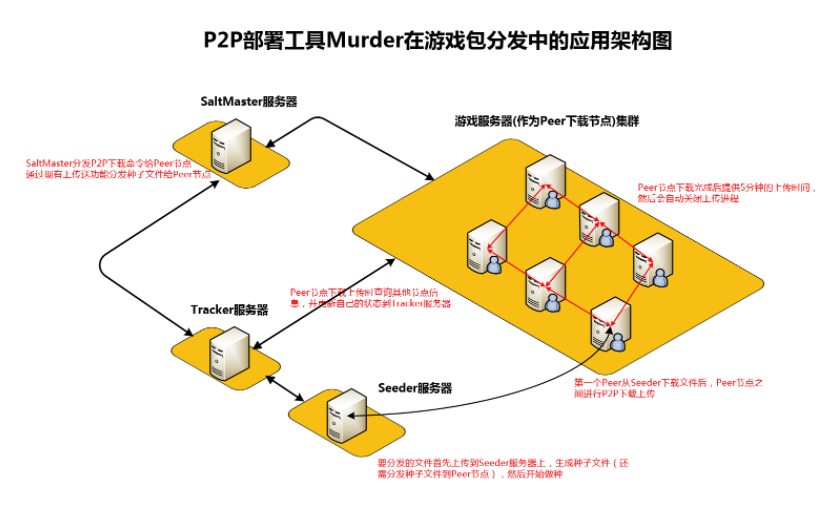 P2P部署工具Murder在游戏包分发中的应用架构图
SaltMaster服务器
游戏服务器(作为Peer下载节点)集群
SaltMaster分发P2P下载命令给Peer节点
通过现有上传送功能分发种子文件给Peer节点
Peer节点下载完成后提供5分钟的上传时间，
然后会自动关闭上传进程
Peer节点下载上传时查询其他节点信
息，并更新自己的状态到Tracker服务器
Tracker服务器
Seeder服务器
第一个Peer从Seeder下载文件后，Peer节点之
间进行P2P下载上传
要分发的文件首先上传到Seeder服务器上，生成种子文件（还
需分发种子文件到Peer节点），然后开始做种